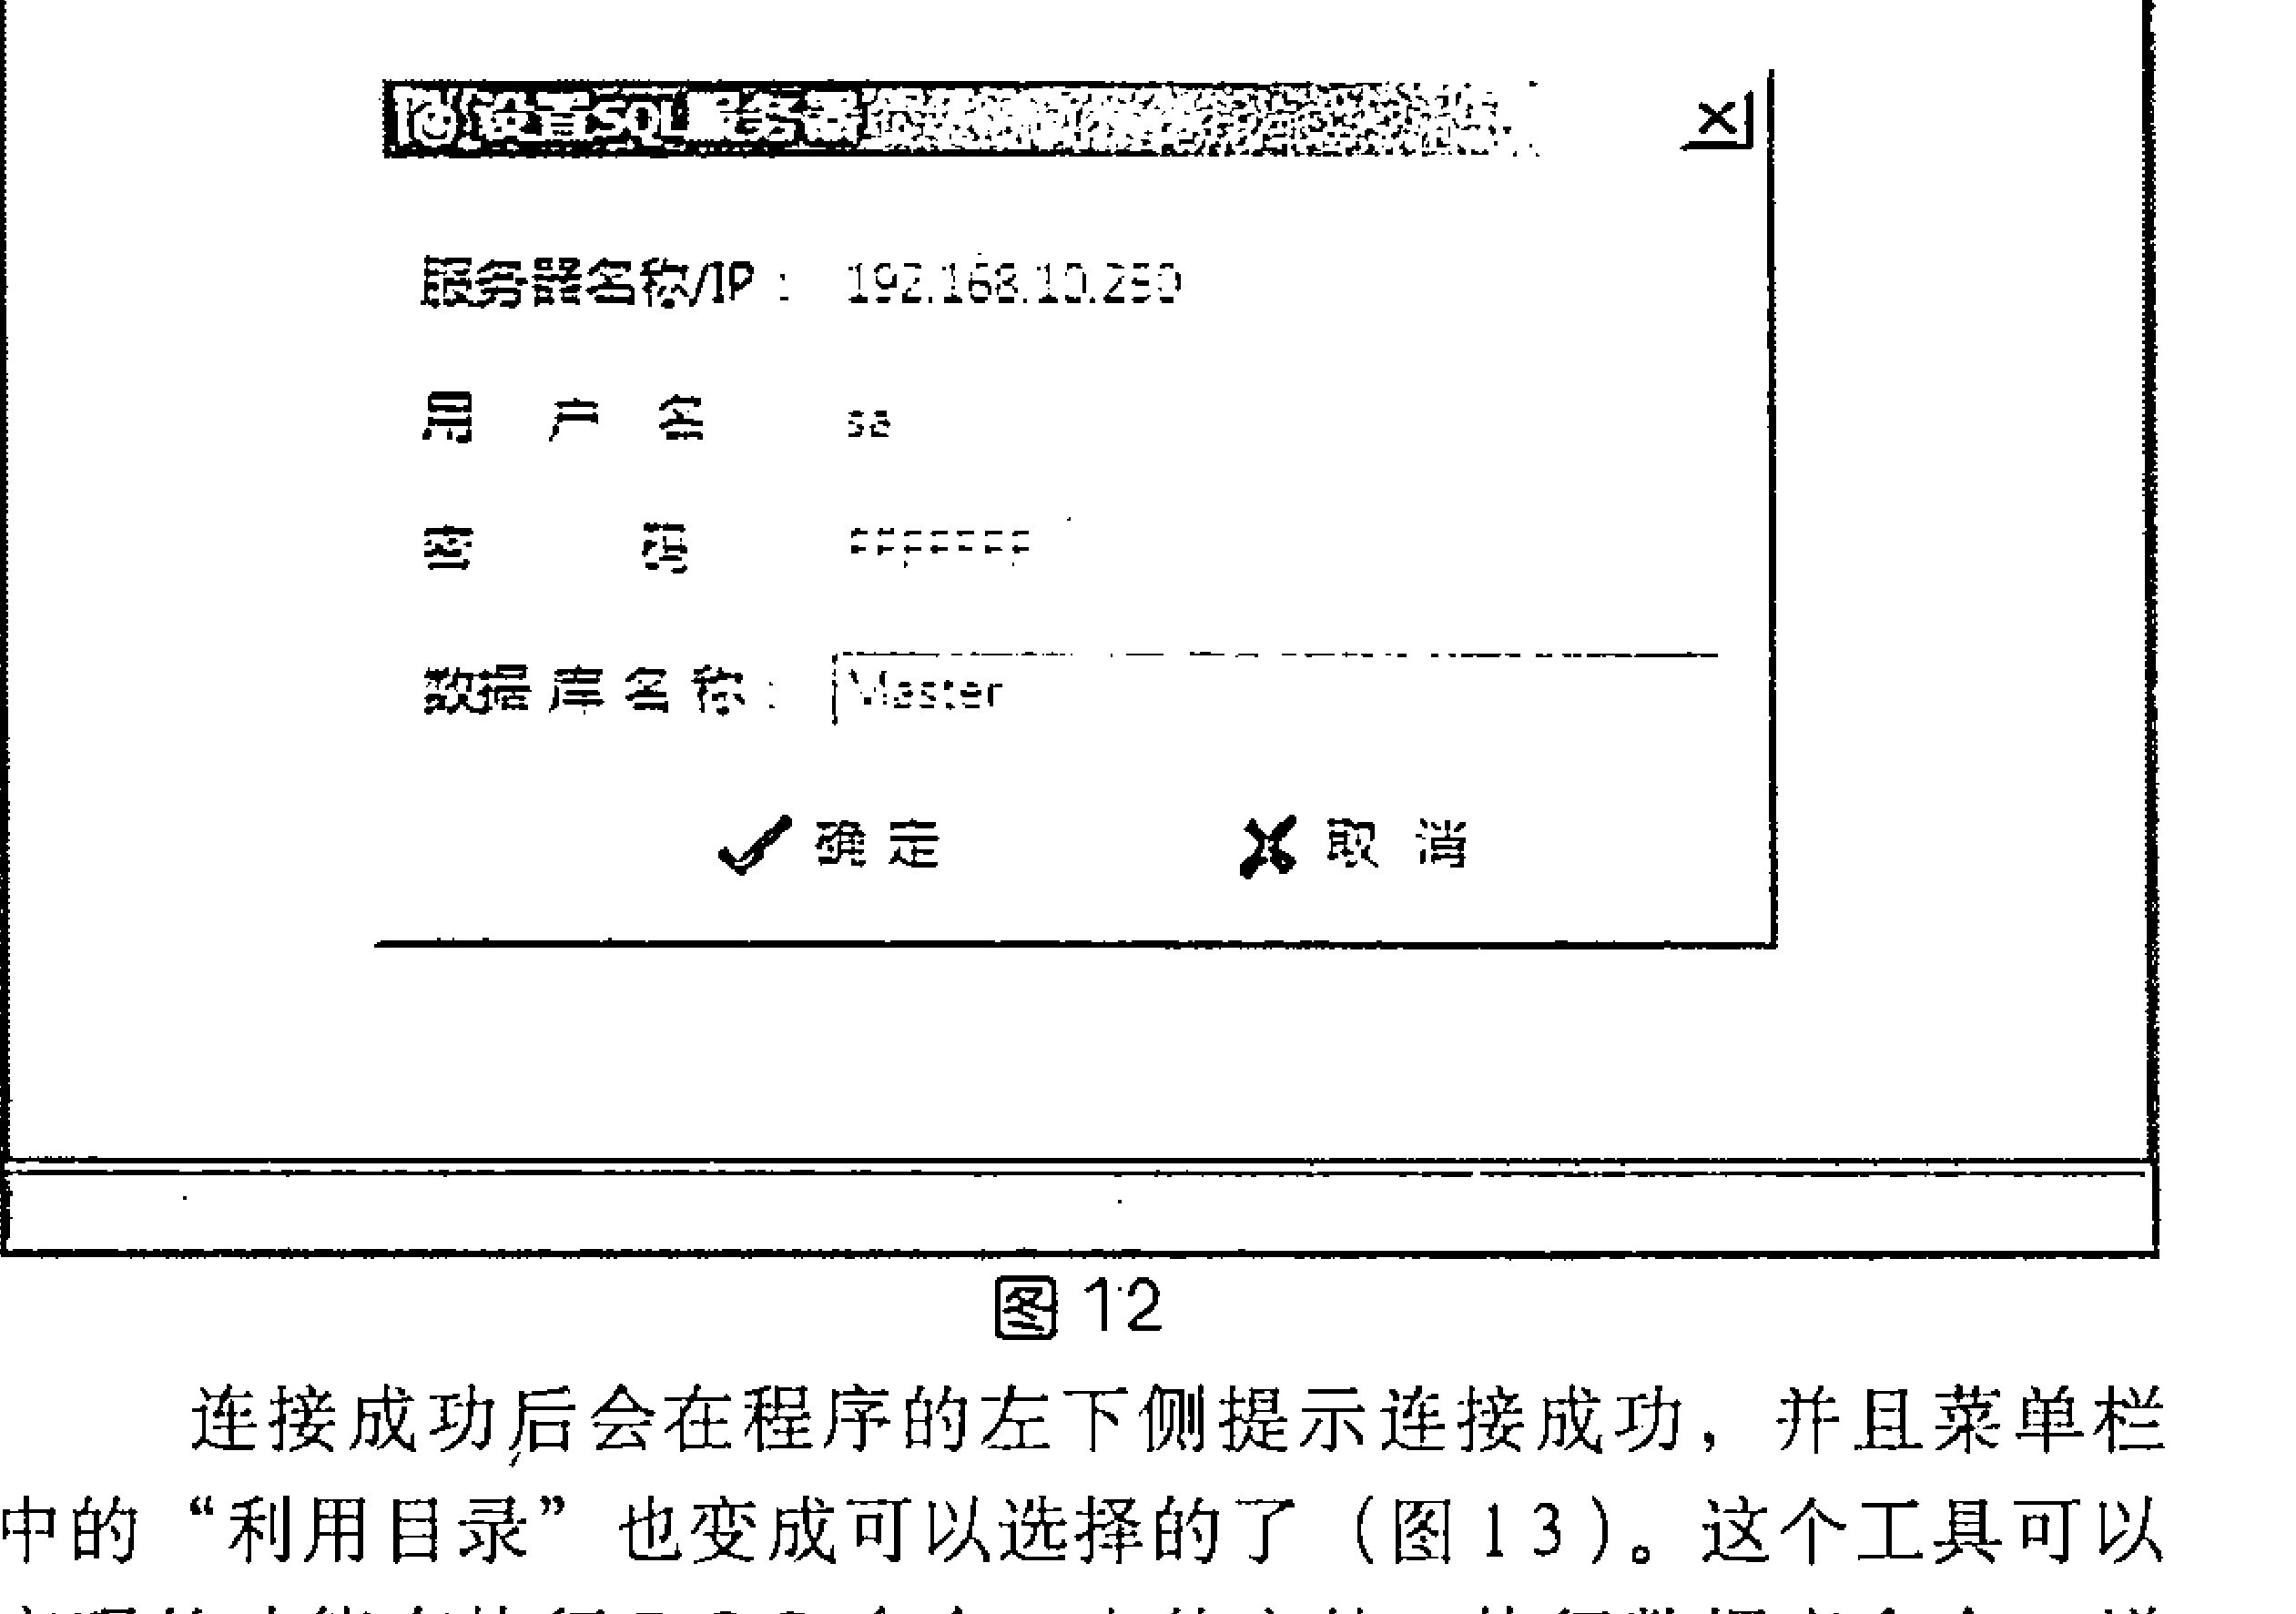 设置SQL服务器
服务器名称/IP： 192.168.10.250
用 户 名 sa
密 码
数据库名称： Master
确定 取消
图12
连接成功后会在程序的左下侧提示连接成功，并且菜单栏
中的“利用目录”也变成可以选择的了（图13）。这个工具可以